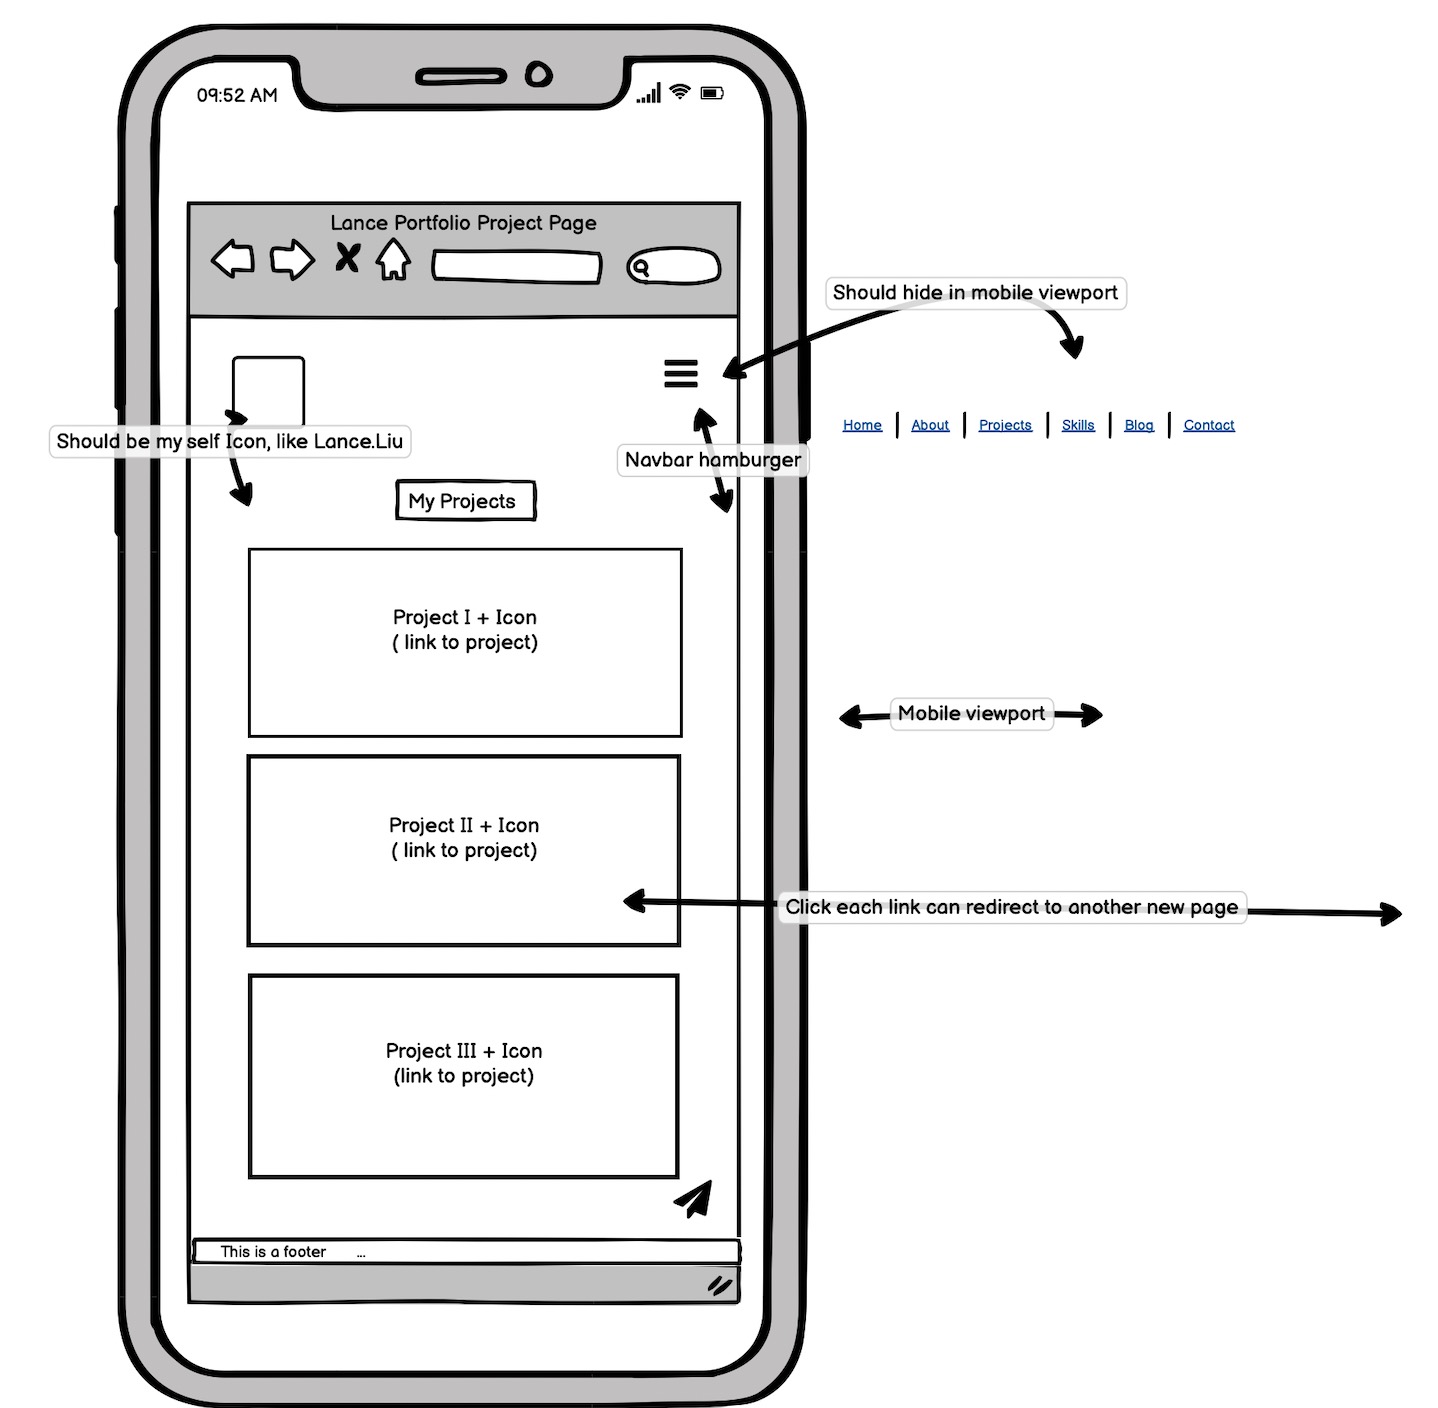 09:52 AM
Lance Portfolio Project Page
Should hide in mobile viewport
Home
About
Projects
Skills
Blog
Contact
Should be my self Icon, like Lance.Liu
Navbar hamburger
My Projects
Project I + Icon
( link to project)
Mobile viewport
Project II + Icon
( link to project)
Click each link can redirect to another new page
Project III + Icon
(link to project)
This is a footer ...